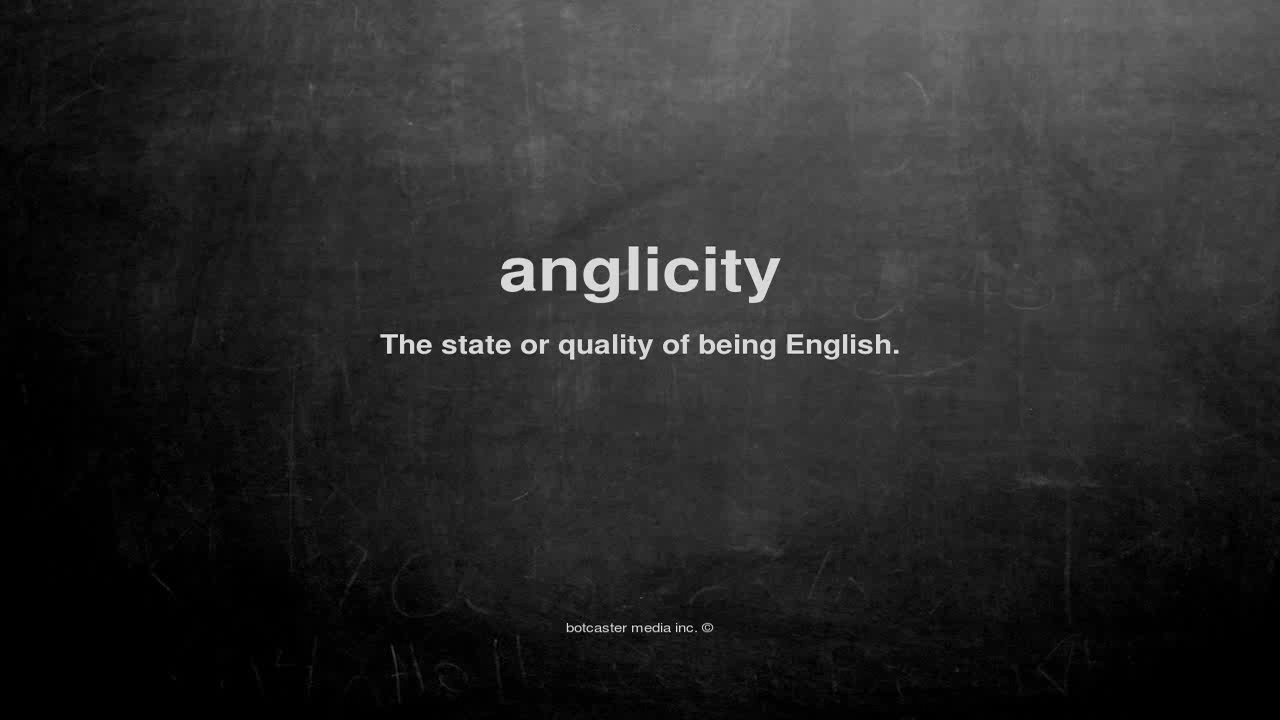 anglicity
The state or quality of being English.
botcaster media inc. ©